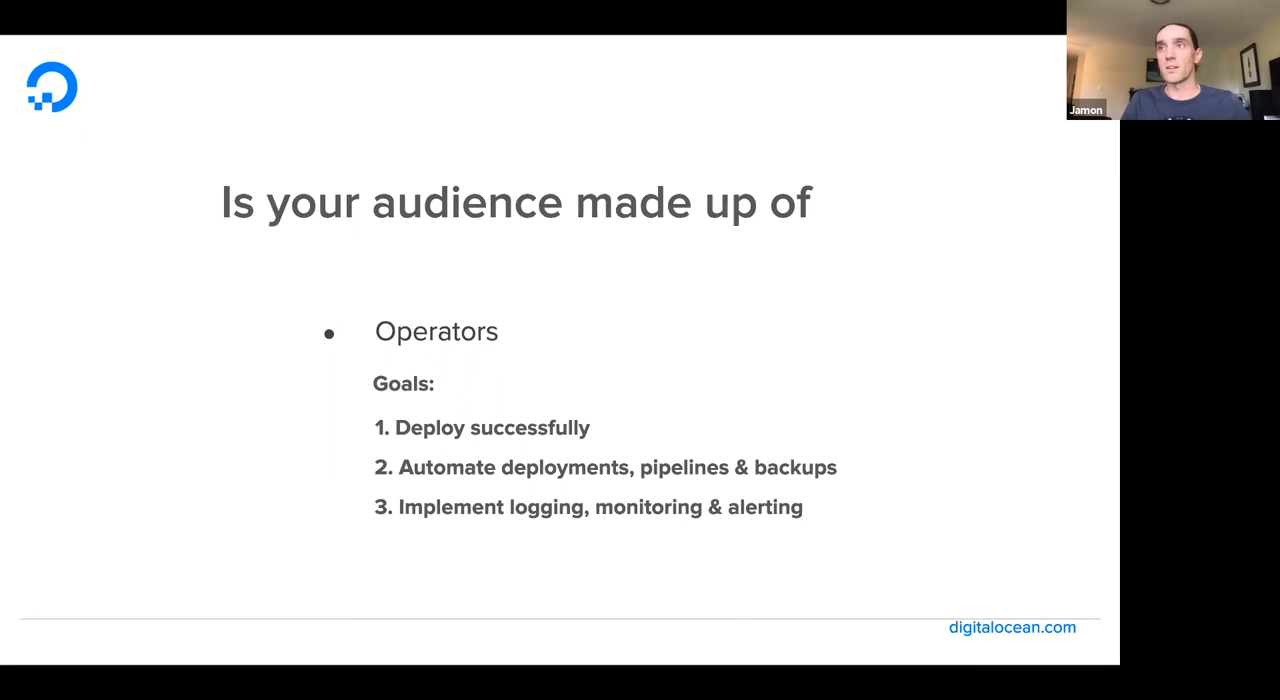 Jamon
Is your audience made up of
● Operators
Goals:
1. Deploy successfully
2. Automate deployments, pipelines & backups
3. Implement logging, monitoring & alerting
digitalocean.com